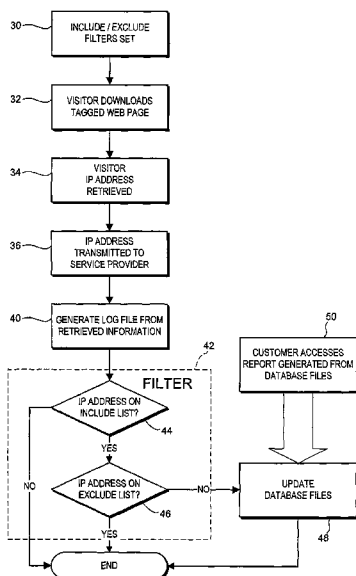 30
INCLUDE / EXCLUDE
FILTERS SET
32
VISITOR DOWNLOADS
TAGGED WEB PAGE
34
VISITOR
IP ADDRESS
RETRIEVED
36
IP ADDRESS
TRANSMITTED TO
SERVICE PROVIDER
40
GENERATE LOG FILE FROM
RETRIEVED INFORMATION
42
FILTER
IP ADDRESS ON
INCLUDE LIST?
44
YES
NO
IP ADDRESS ON
EXCLUDE LIST?
46
NO
YES
END
50
CUSTOMER ACCESSES
REPORT GENERATED FROM
DATABASE FILES
UPDATE
DATABASE FILES
48